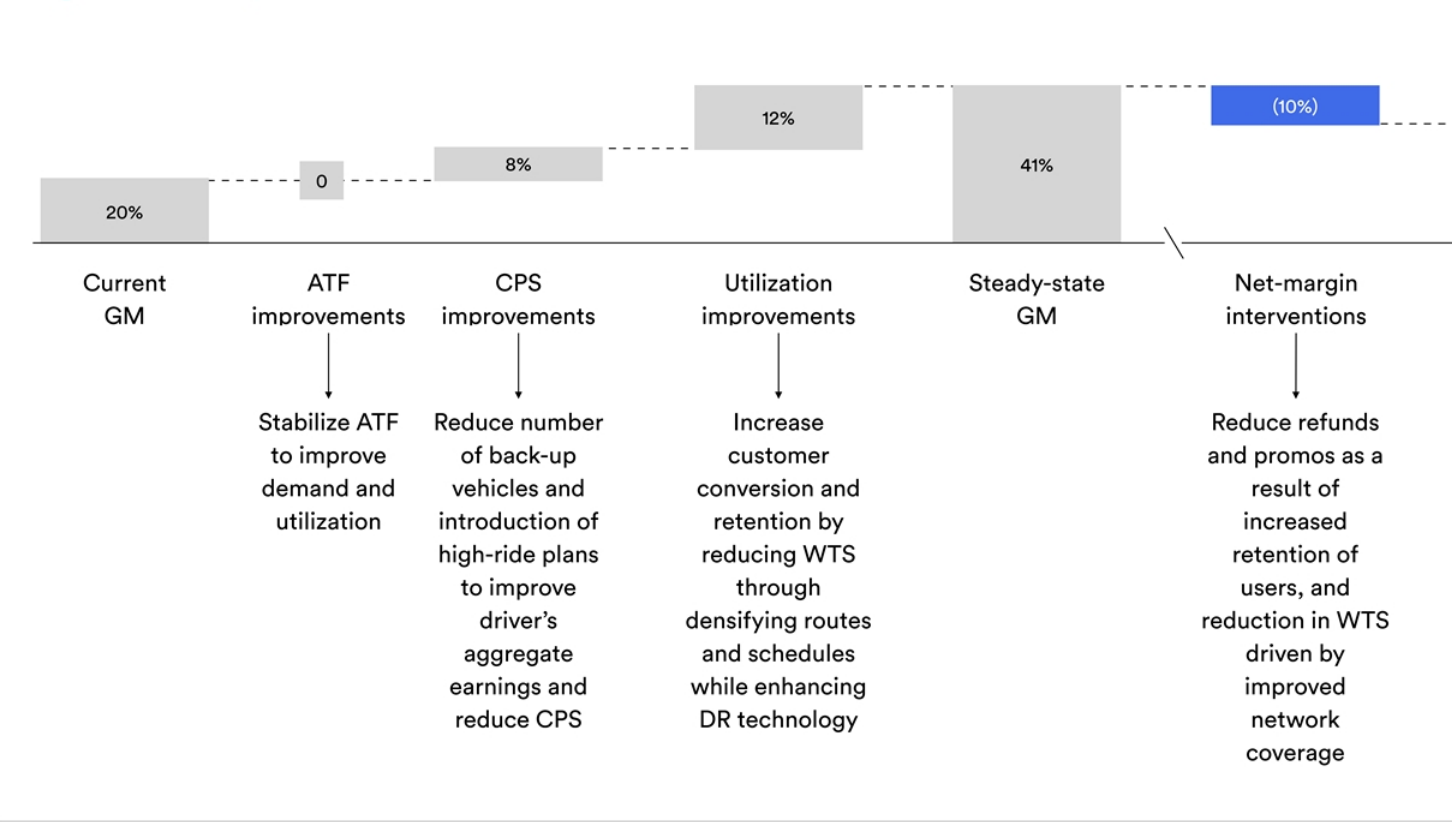 20%
0
8%
12%
41%
(10%)
Current
GM
ATF
improvements
CPS
improvements
Utilization
improvements
Steady-state
GM
Net-margin
interventions
Stabilize ATF
to improve
demand and
utilization
Reduce number
of back-up
vehicles and
introduction of
high-ride plans
to improve
driver’s
aggregate
earnings and
reduce CPS
Increase
customer
conversion and
retention by
reducing WTS
through
densifying routes
and schedules
while enhancing
DR technology
Reduce refunds
and promos as a
result of
increased
retention of
users, and
reduction in WTS
driven by
improved
network
coverage